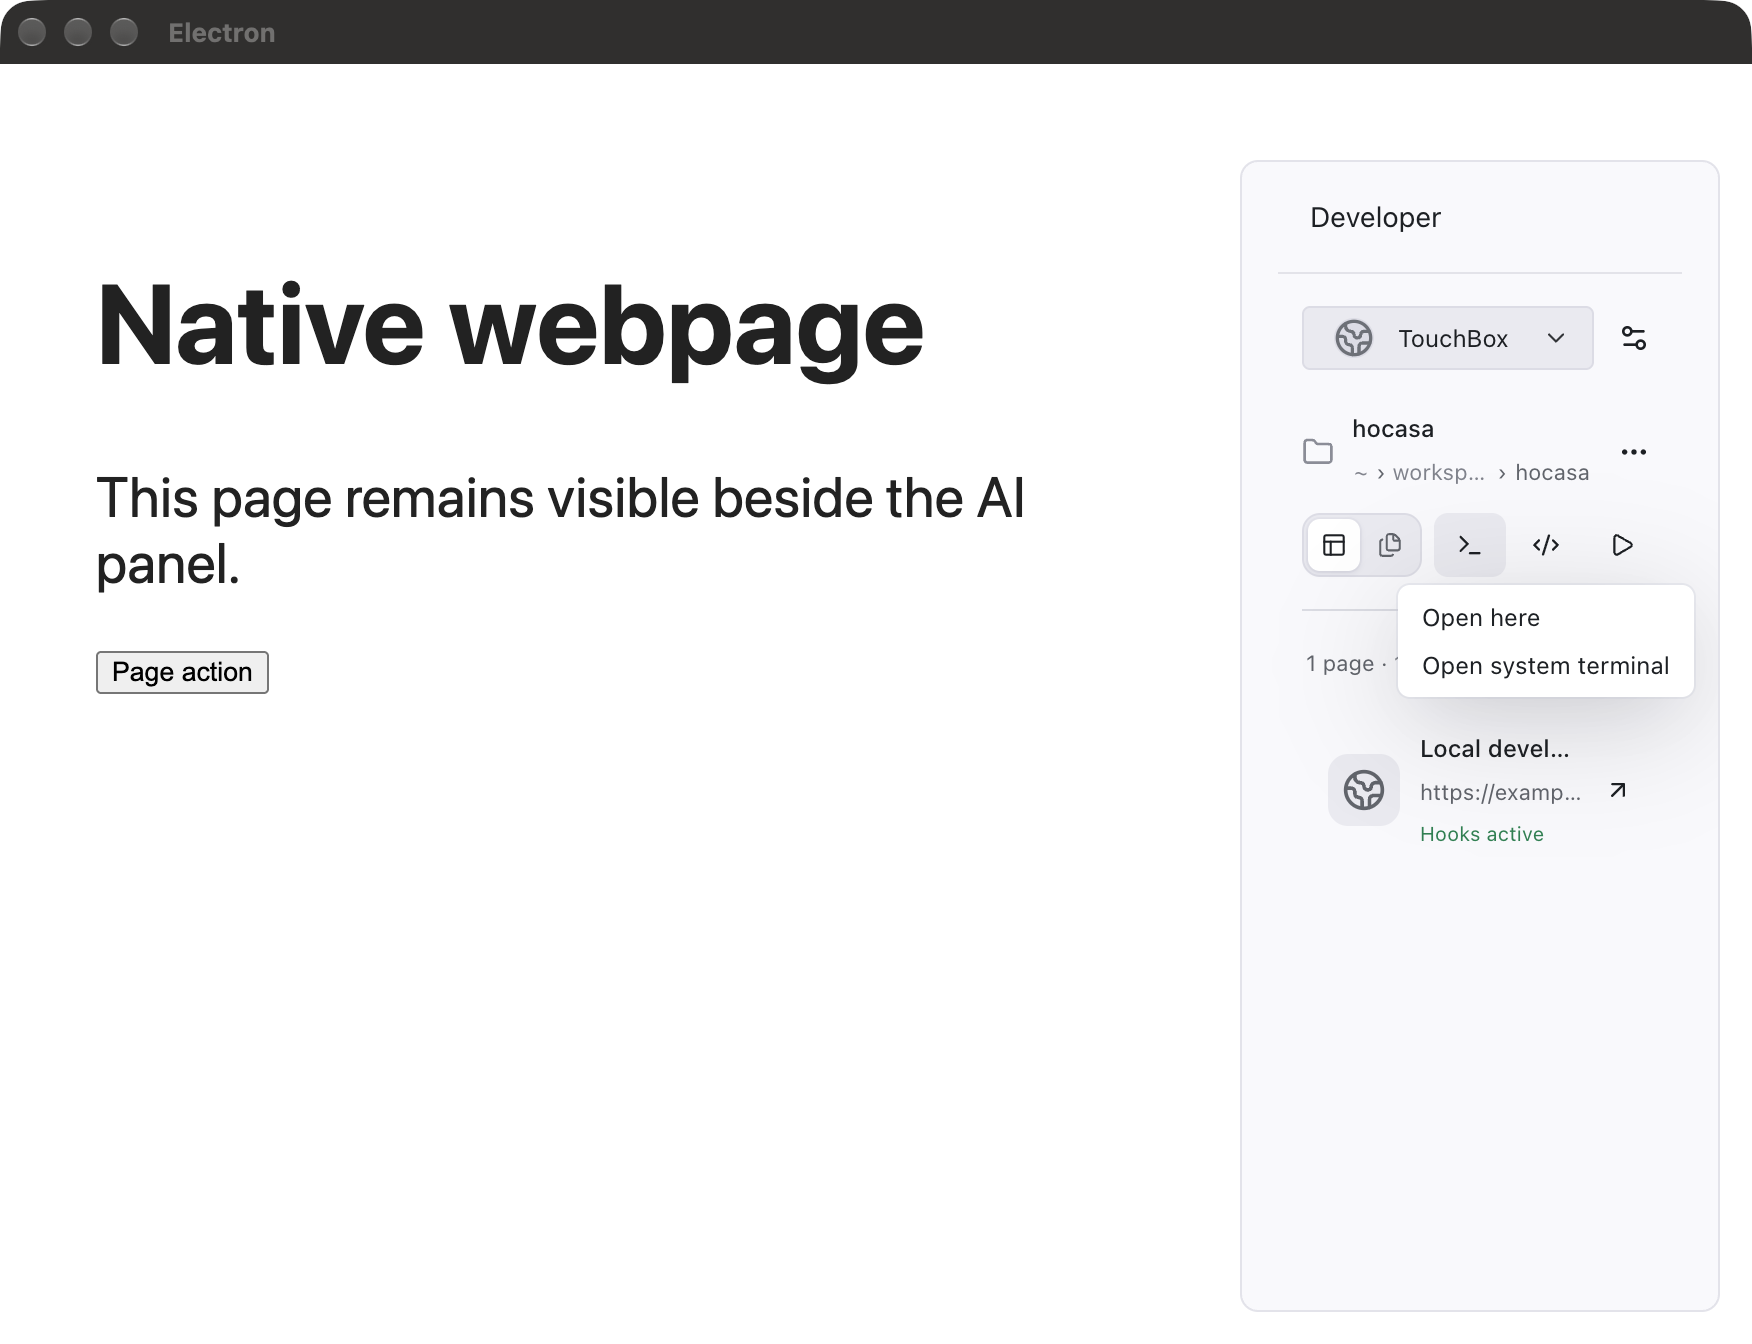 Electron
Native webpage
This page remains visible beside the AI
panel.
Page action
Developer
TouchBox
hocasa
~ › worksp... › hocasa
Open here
1 page ·
Open system terminal
Local devel...
https://examp...
Hooks active